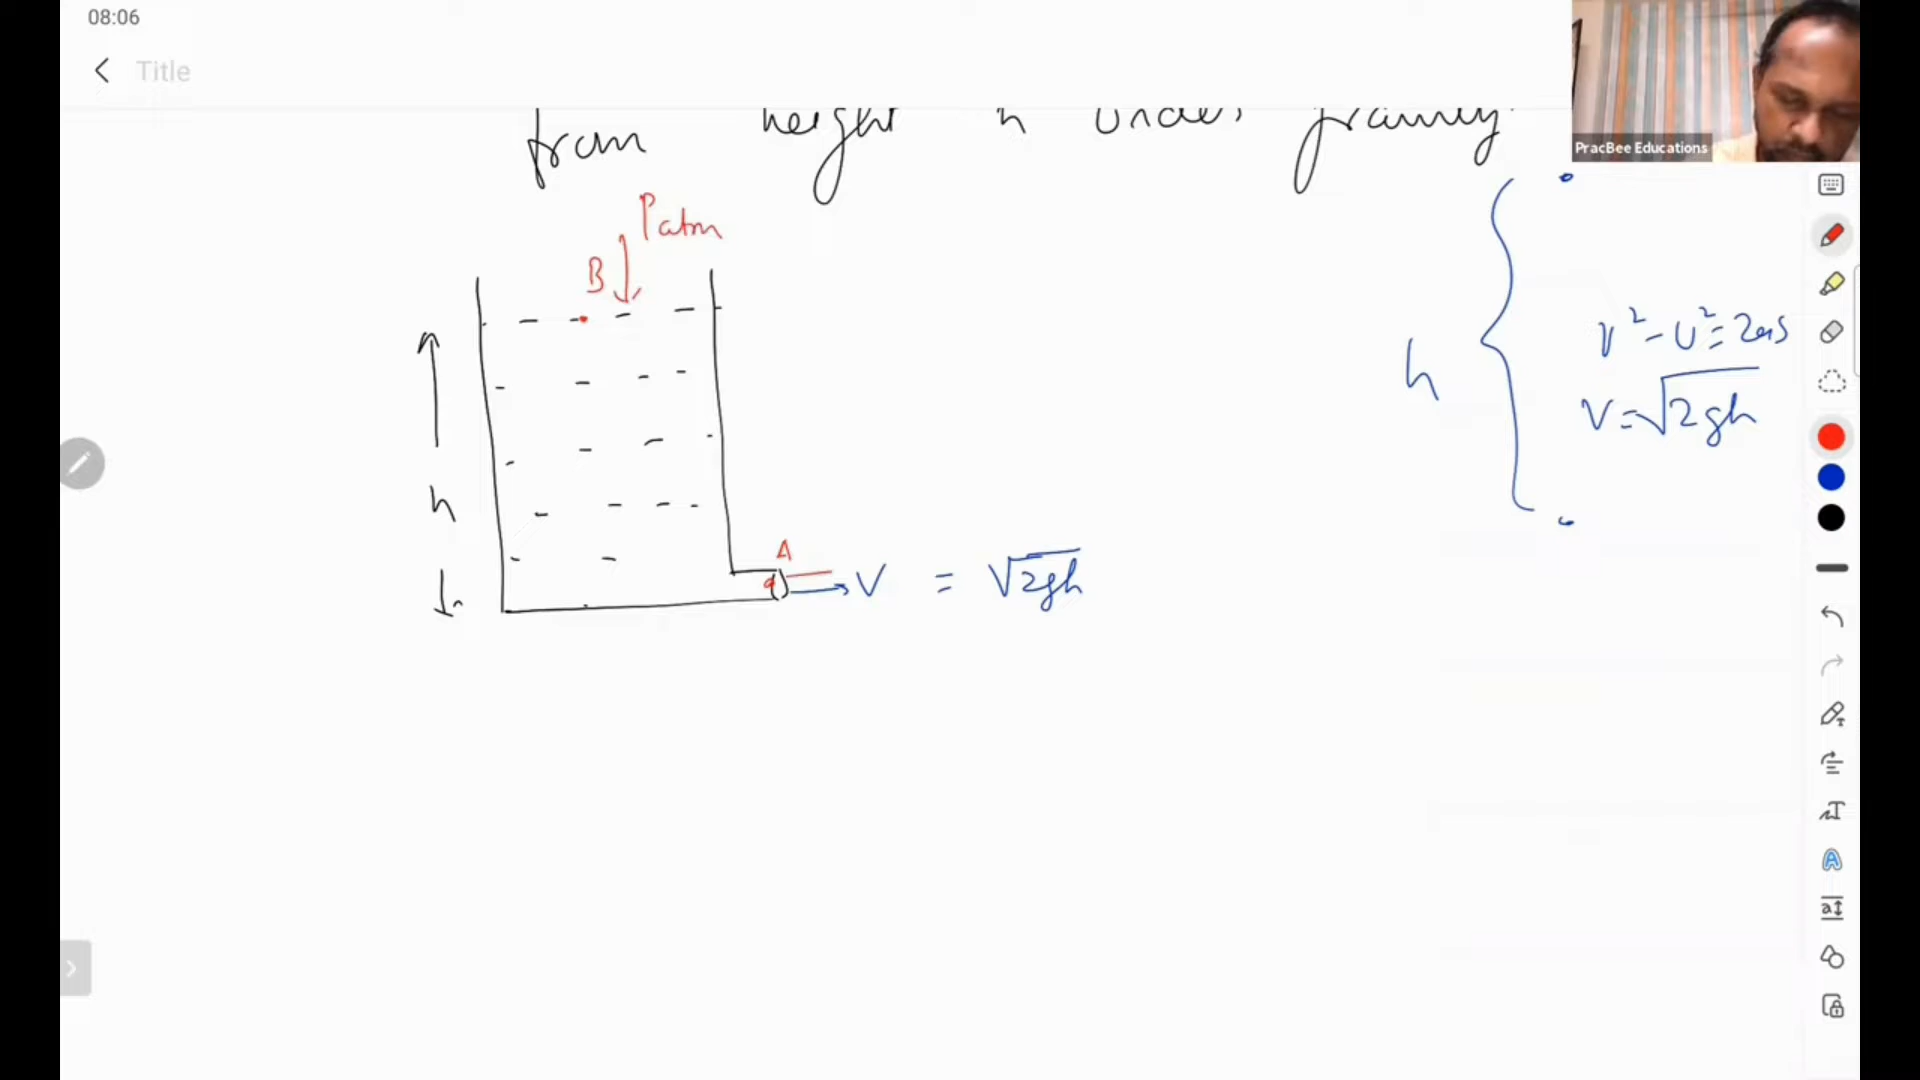 08:06
Title
from height h under gravity
PracBee Educations
Patm
B
h
V² - U² = 2as
V = √2gh
h
A
V = √2gh